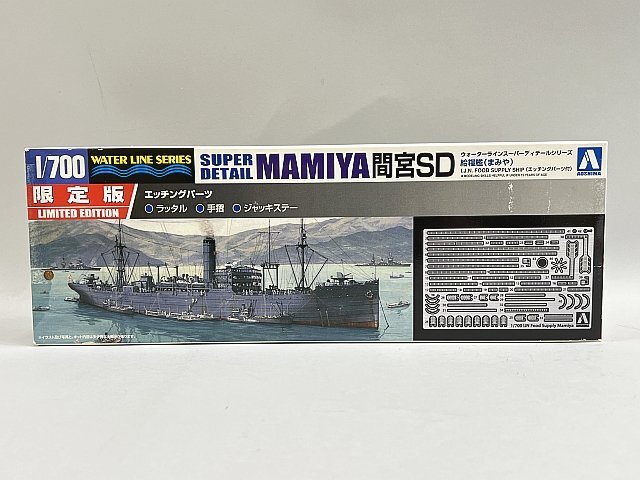 1/700
WATER LINE SERIES
SUPER DETAIL
MAMIYA 間宮SD
ウォーターラインスーパーディテールシリーズ
給糧艦(まみや)
I.J.N. FOOD SUPPLY SHIP (エッチングパーツ付)
AOSHIMA
限定版
LIMITED EDITION
エッチングパーツ
ラッタル 手摺 ジャッキステー
1/700 IJN Food Supply Mamiya